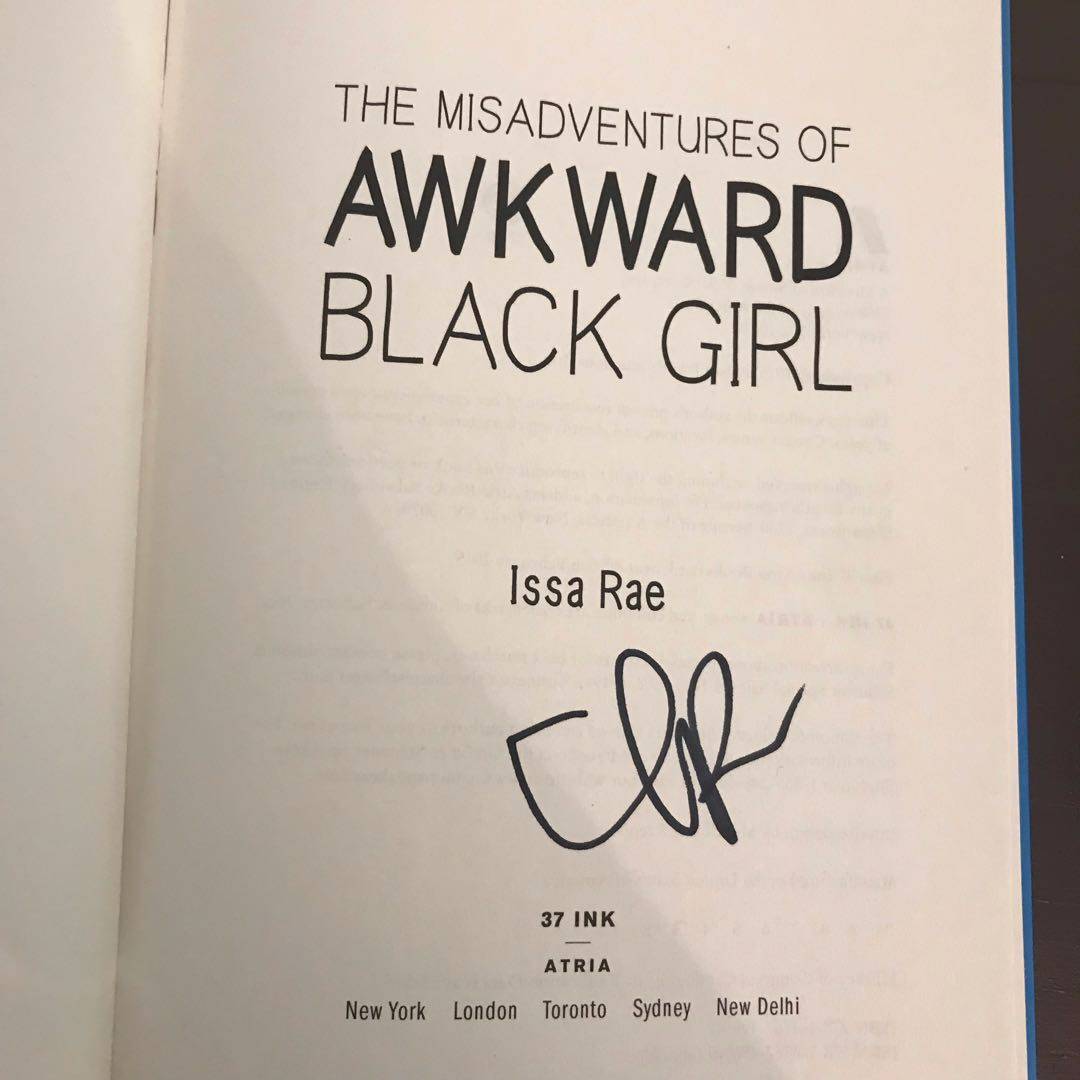 THE MISADVENTURES OF
AWKWARD
BLACK GIRL
Issa Rae
37 INK
ATRIA
New York London Toronto Sydney New Delhi